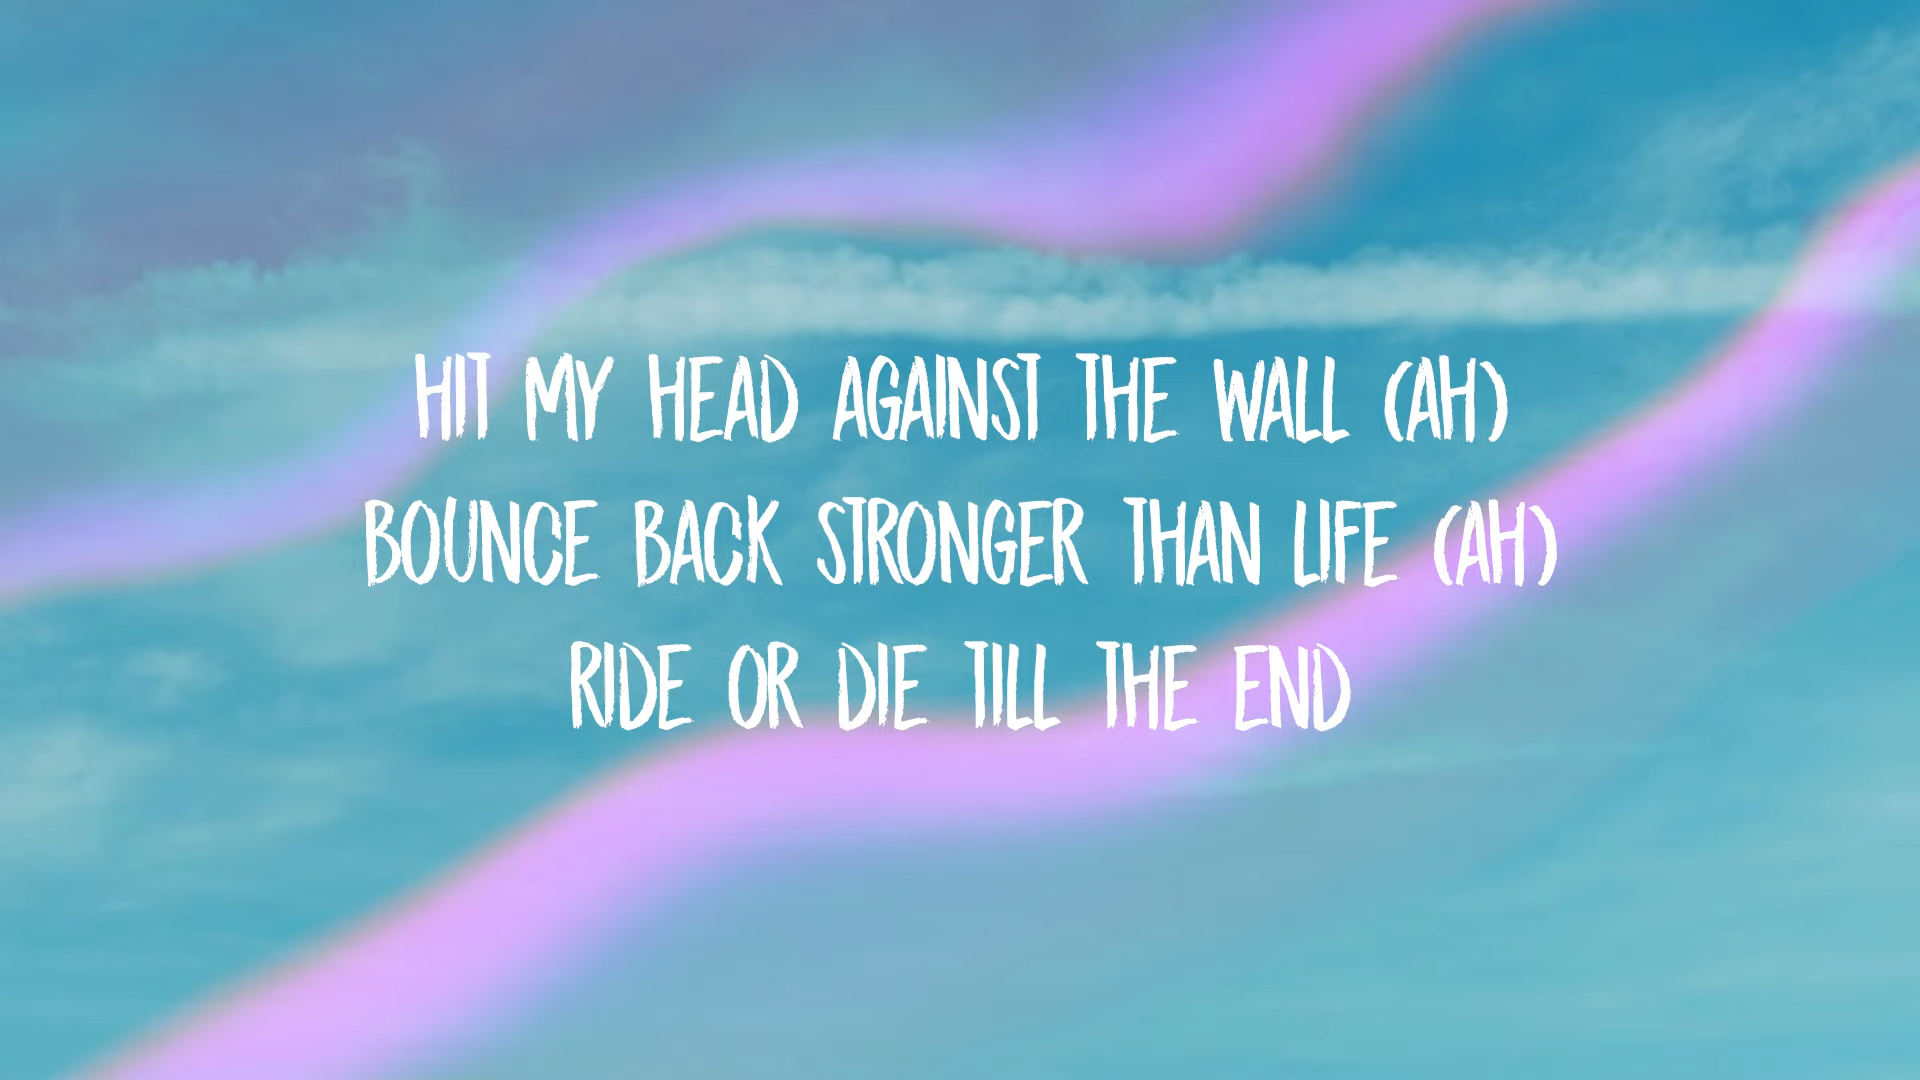 HIT MY HEAD AGAINST THE WALL (AH)
BOUNCE BACK STRONGER THAN LIFE (AH)
RIDE OR DIE TILL THE END